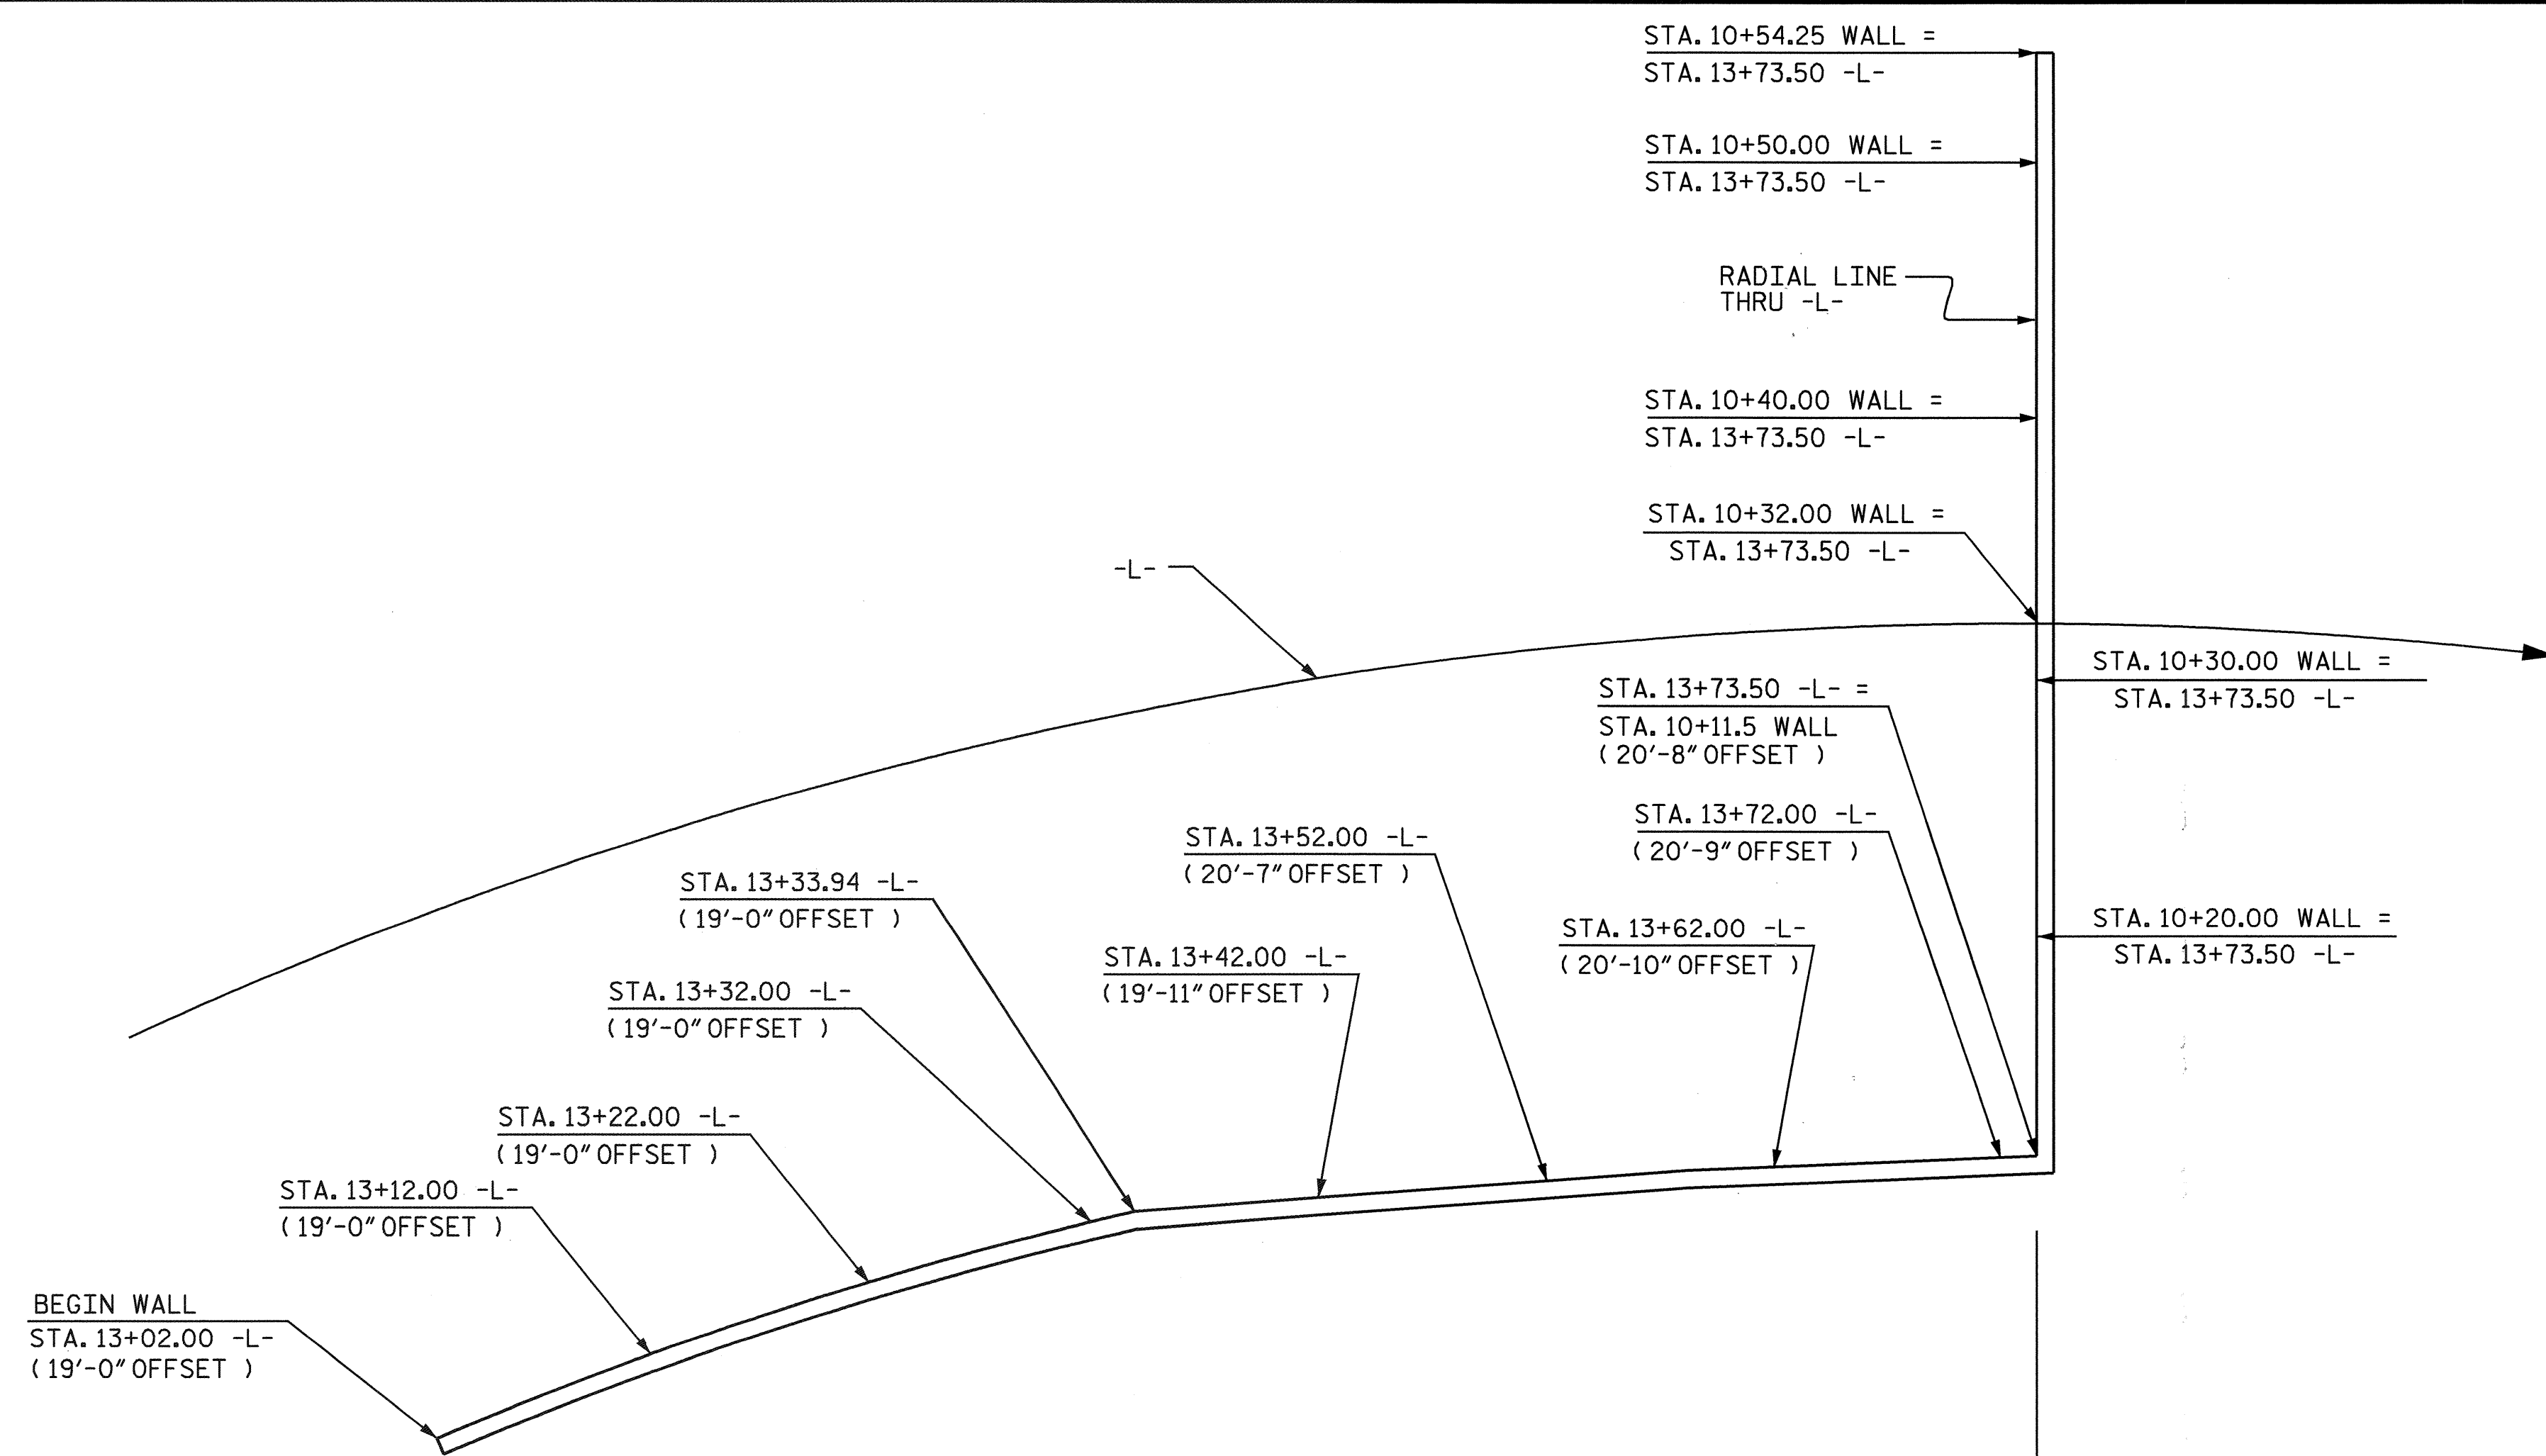 STA. 10+54.25 WALL =
STA. 13+73.50 -L-
STA. 10+50.00 WALL =
STA. 13+73.50 -L-
RADIAL LINE
THRU -L-
STA. 10+40.00 WALL =
STA. 13+73.50 -L-
STA. 10+32.00 WALL =
STA. 13+73.50 -L-
-L-
STA. 10+30.00 WALL =
STA. 13+73.50 -L-
STA. 13+73.50 -L- =
STA. 10+11.5 WALL
( 20'-8" OFFSET )
STA. 13+72.00 -L-
( 20'-9" OFFSET )
STA. 13+52.00 -L-
( 20'-7" OFFSET )
STA. 13+33.94 -L-
( 19'-0" OFFSET )
STA. 10+20.00 WALL =
STA. 13+73.50 -L-
STA. 13+62.00 -L-
( 20'-10" OFFSET )
STA. 13+42.00 -L-
( 19'-11" OFFSET )
STA. 13+32.00 -L-
( 19'-0" OFFSET )
STA. 13+22.00 -L-
( 19'-0" OFFSET )
STA. 13+12.00 -L-
( 19'-0" OFFSET )
BEGIN WALL
STA. 13+02.00 -L-
( 19'-0" OFFSET )